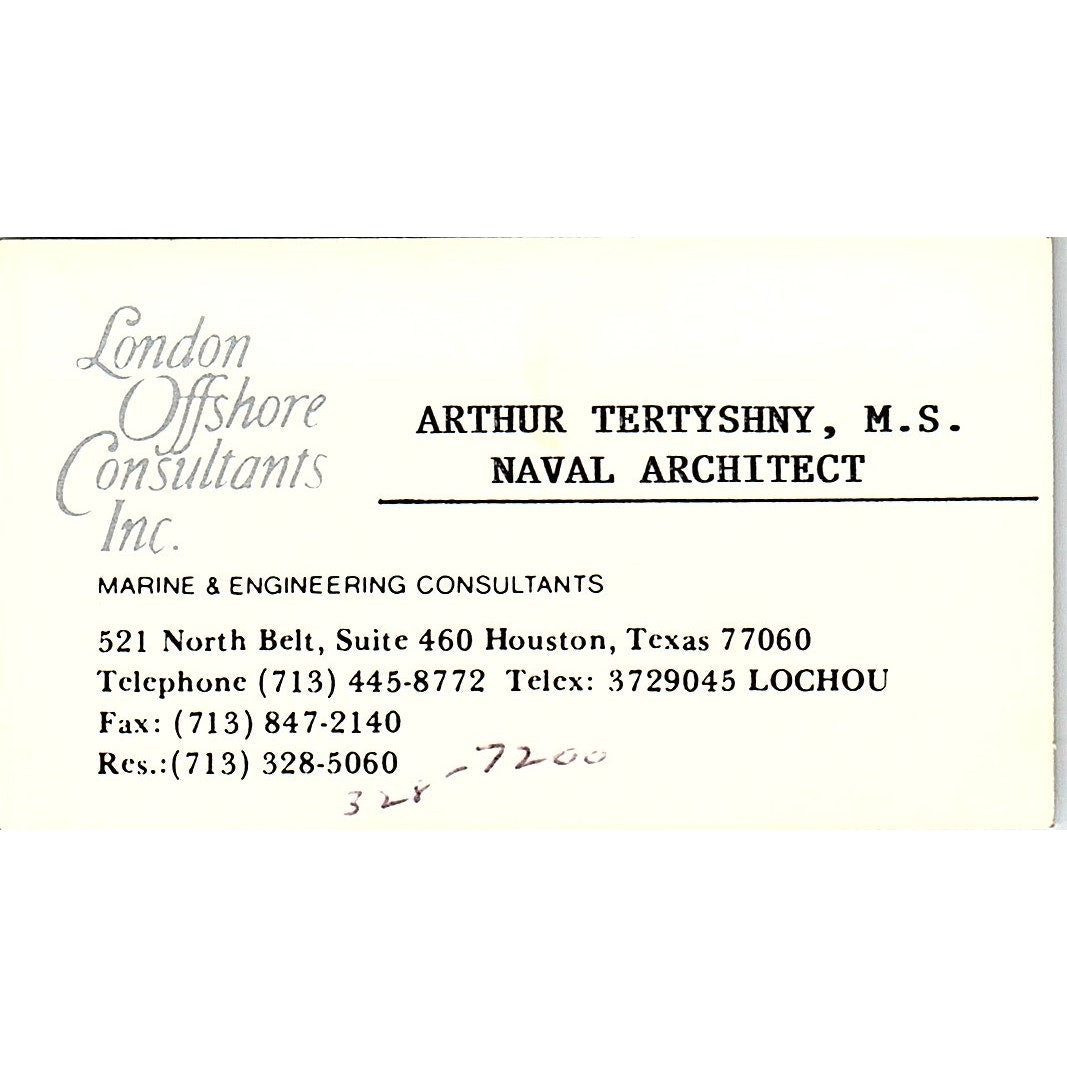 London
Offshore
Consultants
Inc.
ARTHUR TERTYSHNY, M.S.
NAVAL ARCHITECT
MARINE & ENGINEERING CONSULTANTS
521 North Belt, Suite 460 Houston, Texas 77060
Telephone (713) 445-8772 Telex: 3729045 LOCHOU
Fax: (713) 847-2140
Res.:(713) 328-5060
328-7200